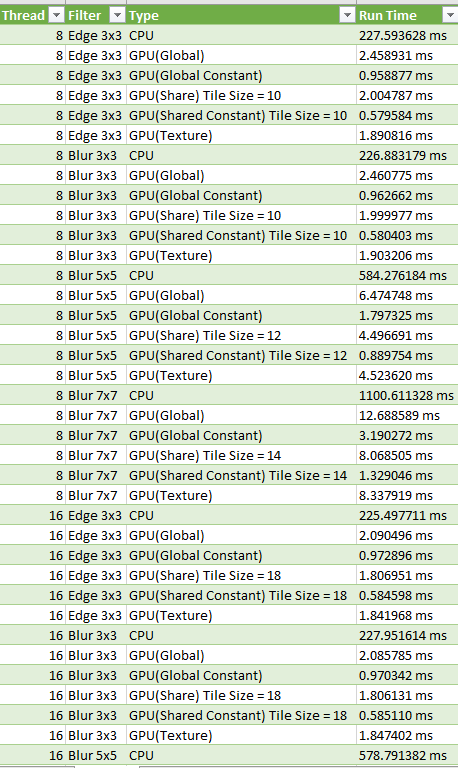 Thread Filter Type Run Time
8 Edge 3x3 CPU 227.593628 ms
8 Edge 3x3 GPU(Global) 2.458931 ms
8 Edge 3x3 GPU(Global Constant) 0.958877 ms
8 Edge 3x3 GPU(Share) Tile Size = 10 2.004787 ms
8 Edge 3x3 GPU(Shared Constant) Tile Size = 10 0.579584 ms
8 Edge 3x3 GPU(Texture) 1.890816 ms
8 Blur 3x3 CPU 226.883179 ms
8 Blur 3x3 GPU(Global) 2.460775 ms
8 Blur 3x3 GPU(Global Constant) 0.962662 ms
8 Blur 3x3 GPU(Share) Tile Size = 10 1.999977 ms
8 Blur 3x3 GPU(Shared Constant) Tile Size = 10 0.580403 ms
8 Blur 3x3 GPU(Texture) 1.903206 ms
8 Blur 5x5 CPU 584.276184 ms
8 Blur 5x5 GPU(Global) 6.474748 ms
8 Blur 5x5 GPU(Global Constant) 1.797325 ms
8 Blur 5x5 GPU(Share) Tile Size = 12 4.496691 ms
8 Blur 5x5 GPU(Shared Constant) Tile Size = 12 0.889754 ms
8 Blur 5x5 GPU(Texture) 4.523620 ms
8 Blur 7x7 CPU 1100.611328 ms
8 Blur 7x7 GPU(Global) 12.688589 ms
8 Blur 7x7 GPU(Global Constant) 3.190272 ms
8 Blur 7x7 GPU(Share) Tile Size = 14 8.068505 ms
8 Blur 7x7 GPU(Shared Constant) Tile Size = 14 1.329046 ms
8 Blur 7x7 GPU(Texture) 8.337919 ms
16 Edge 3x3 CPU 225.497711 ms
16 Edge 3x3 GPU(Global) 2.090496 ms
16 Edge 3x3 GPU(Global Constant) 0.972896 ms
16 Edge 3x3 GPU(Share) Tile Size = 18 1.806951 ms
16 Edge 3x3 GPU(Shared Constant) Tile Size = 18 0.584598 ms
16 Edge 3x3 GPU(Texture) 1.841968 ms
16 Blur 3x3 CPU 227.951614 ms
16 Blur 3x3 GPU(Global) 2.085785 ms
16 Blur 3x3 GPU(Global Constant) 0.970342 ms
16 Blur 3x3 GPU(Share) Tile Size = 18 1.806131 ms
16 Blur 3x3 GPU(Shared Constant) Tile Size = 18 0.585110 ms
16 Blur 3x3 GPU(Texture) 1.847402 ms
16 Blur 5x5 CPU 578.791382 ms